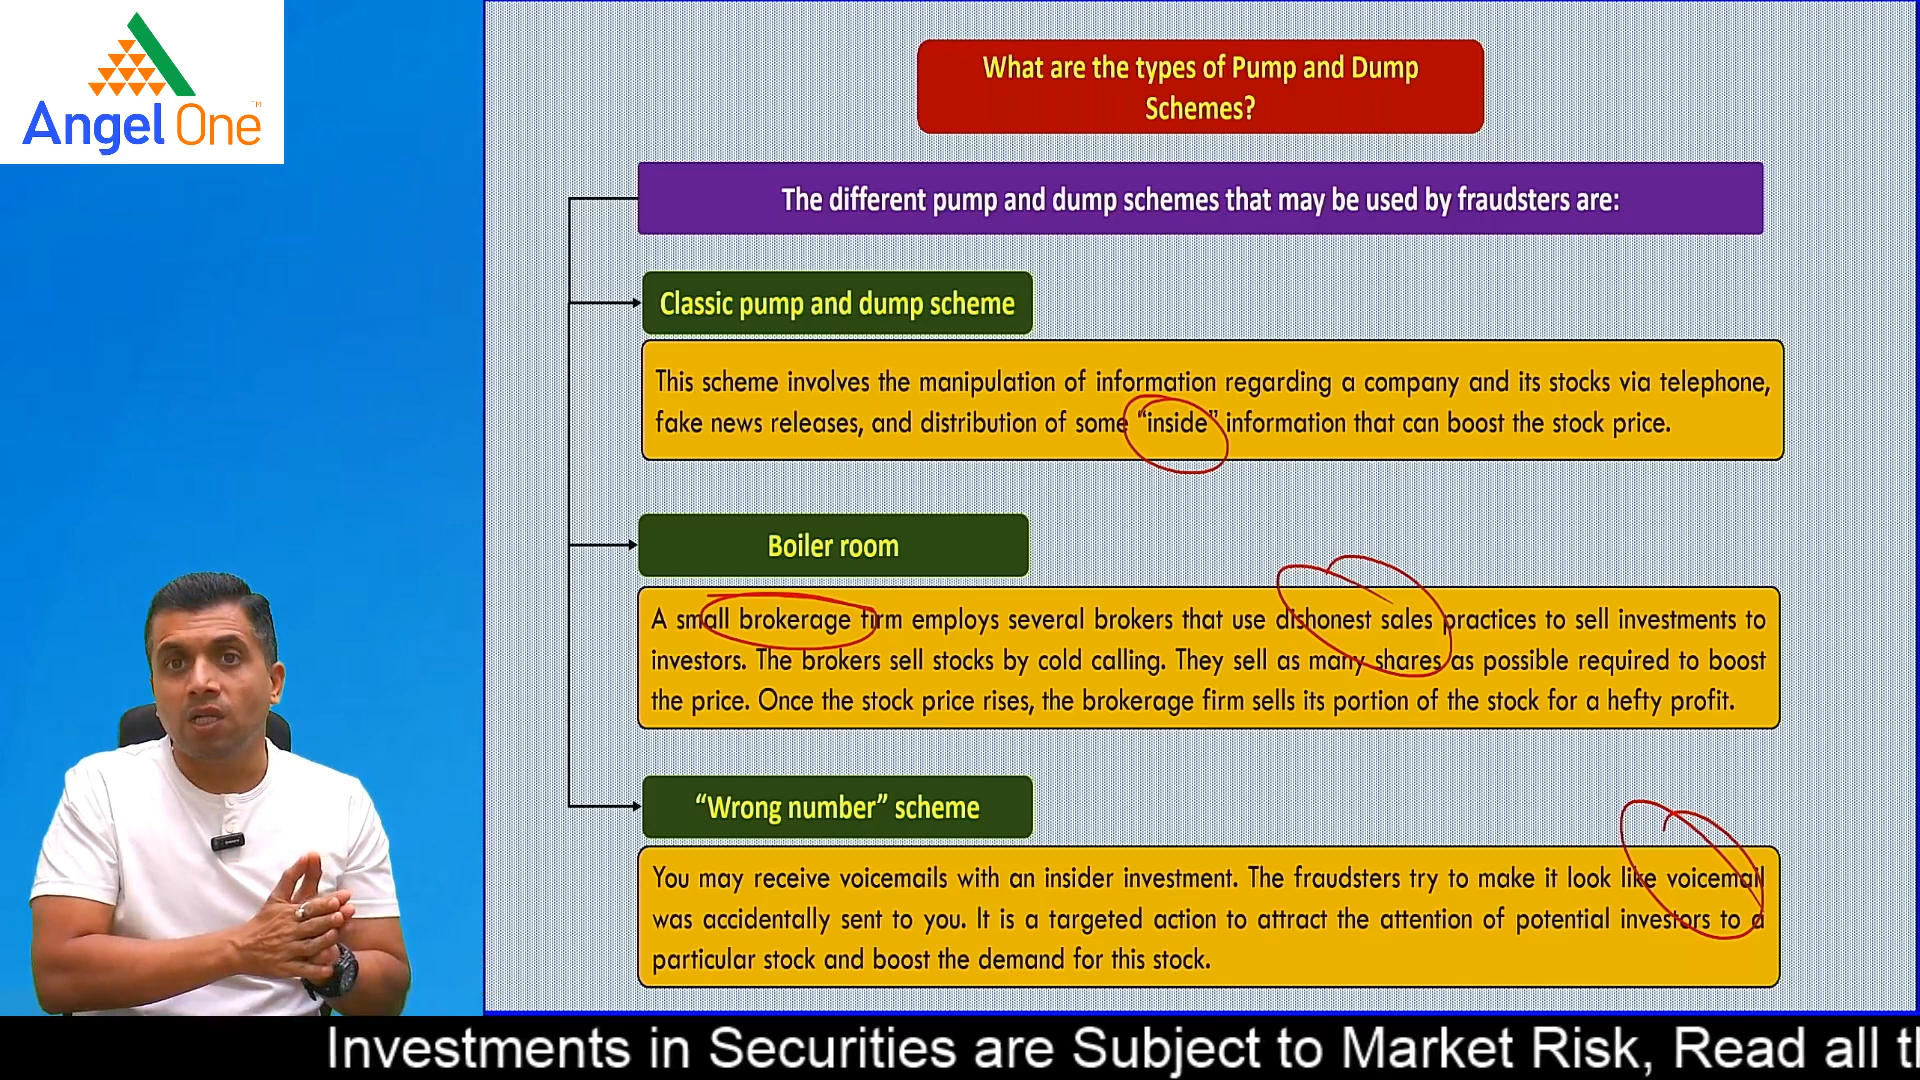 Angel One™
What are the types of Pump and Dump
Schemes?
The different pump and dump schemes that may be used by fraudsters are:
Classic pump and dump scheme
This scheme involves the manipulation of information regarding a company and its stocks via telephone,
fake news releases, and distribution of some “inside” information that can boost the stock price.
Boiler room
A small brokerage firm employs several brokers that use dishonest sales practices to sell investments to
investors. The brokers sell stocks by cold calling. They sell as many shares as possible required to boost
the price. Once the stock price rises, the brokerage firm sells its portion of the stock for a hefty profit.
“Wrong number” scheme
You may receive voicemails with an insider investment. The fraudsters try to make it look like voicemail
was accidentally sent to you. It is a targeted action to attract the attention of potential investors to a
particular stock and boost the demand for this stock.
Investments in Securities are Subject to Market Risk, Read all